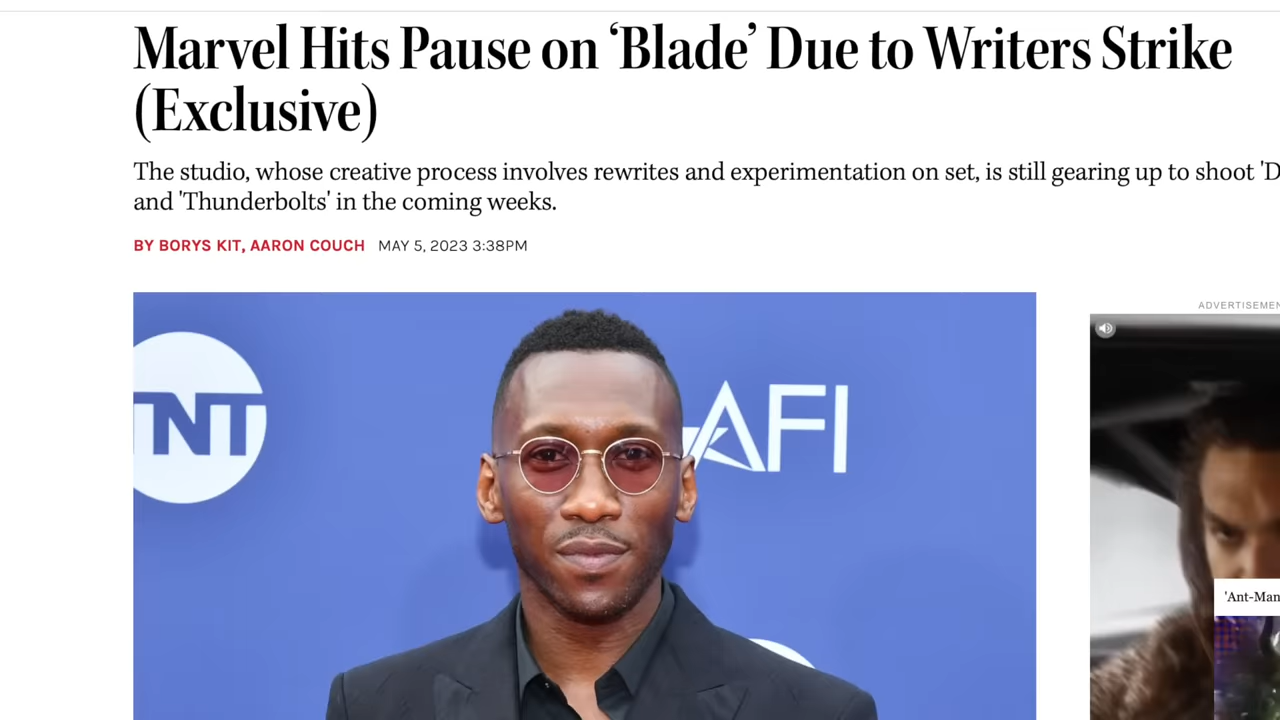 Marvel Hits Pause on ‘Blade’ Due to Writers Strike
(Exclusive)
The studio, whose creative process involves rewrites and experimentation on set, is still gearing up to shoot 'D
and 'Thunderbolts' in the coming weeks.
BY BORYS KIT, AARON COUCH MAY 5, 2023 3:38PM
ADVERTISEMEN
TNT
AFI
'Ant-Man